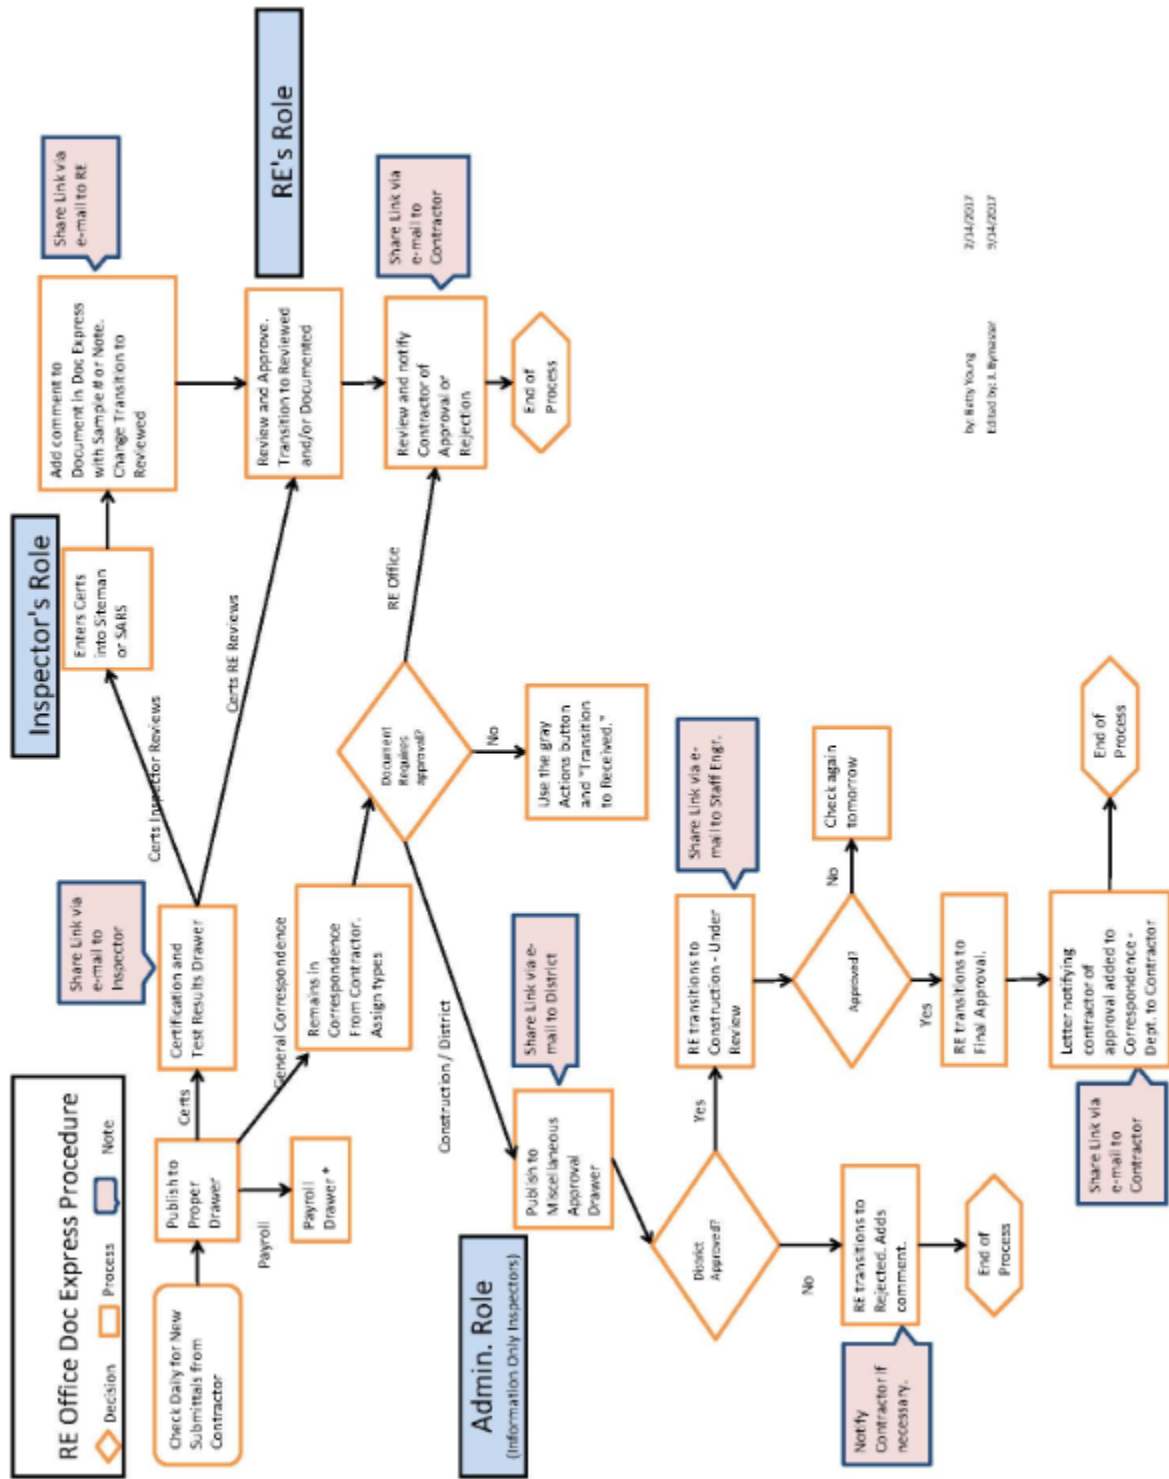 RE Office Doc Express Procedure
Decision
Process
Note
Check Daily for New
Submittals from
Contractor
Publish to
Proper
Drawer
Payroll
Payroll
Drawer *
Certs
Certification and
Test Results Drawer
Share Link via
e-mail to
Inspector
General Correspondence
Remains in
Correspondence
From Contractor.
Assign types
Inspector's Role
Certs Inspector Reviews
Enters Certs
into Siteman
or SARS
Add comment to
Document in Doc Express
with Sample # or Note.
Change Transition to
Reviewed
Share Link via
e-mail to RE
RE's Role
Certs RE Reviews
Review and Approve.
Transition to Reviewed
and/or Documented
Document
Requires
approval?
RE Office
Review and notify
Contractor of
Approval or
Rejection
Share Link via
e-mail to
Contractor
End of
Process
No
Use the gray
Actions button
and "Transition
to Received."
Construction / District
Admin. Role
(Information Only Inspectors)
Publish to
Miscellaneous
Approval
Drawer
Share Link via e-
mail to District
District
Approved?
No
RE transitions to
Rejected. Adds
comment.
Notify
Contractor if
necessary.
End of
Process
Yes
RE transitions to
Construction - Under
Review
Share Link via e-
mail to Staff Engr.
Approved?
No
Check again
tomorrow
Yes
RE transitions to
Final Approval.
Letter notifying
contractor of
approval added to
Correspondence -
Dept. to Contractor
Share Link via
e-mail to
Contractor
End of
Process
by: Betty Young 2/14/2017
Edited by: J. Bymaster 3/14/2017